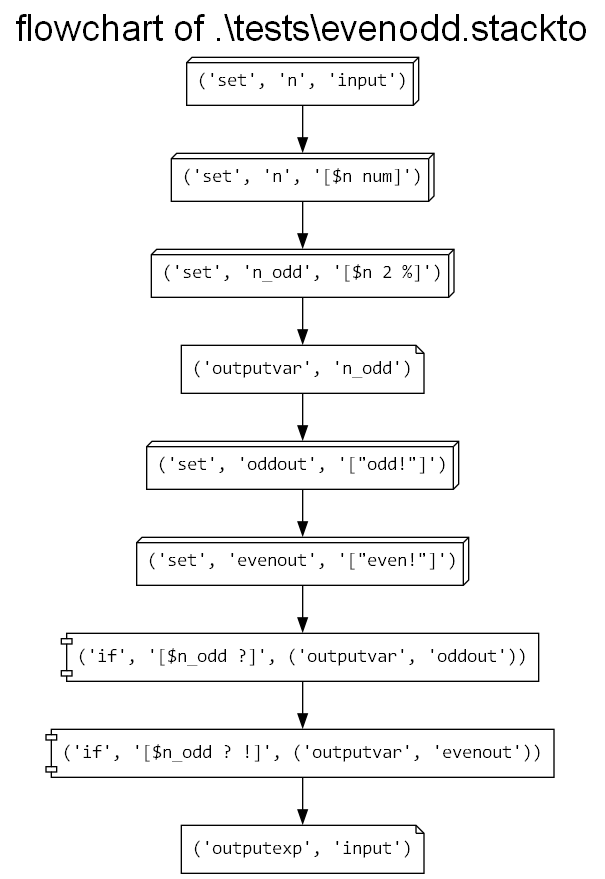 flowchart of .\tests\evenodd.stackto
('set', 'n', 'input')
('set', 'n', '[$n num]')
('set', 'n_odd', '[$n 2 %]')
('outputvar', 'n_odd')
('set', 'oddout', '["odd!"]')
('set', 'evenout', '["even!"]')
('if', '[$n_odd ?]', ('outputvar', 'oddout'))
('if', '[$n_odd ? !]', ('outputvar', 'evenout'))
('outputexp', 'input')